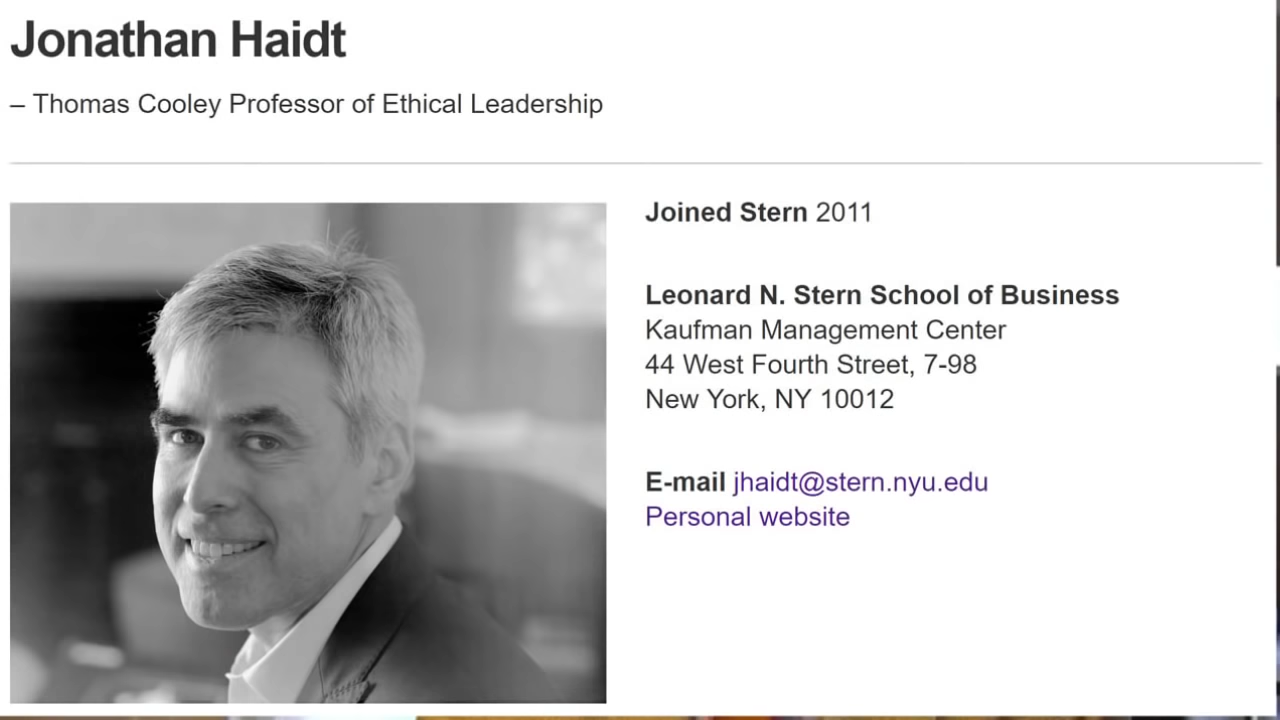 Jonathan Haidt
– Thomas Cooley Professor of Ethical Leadership
Joined Stern 2011
Leonard N. Stern School of Business
Kaufman Management Center
44 West Fourth Street, 7-98
New York, NY 10012
E-mail jhaidt@stern.nyu.edu
Personal website